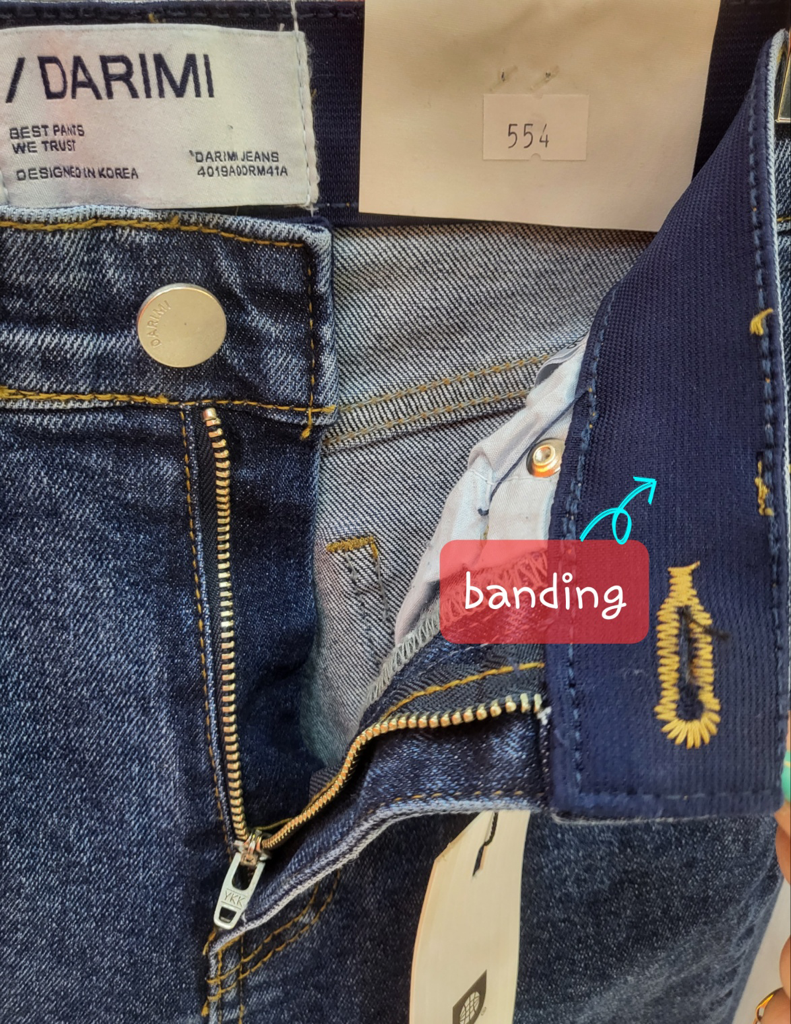 / DARIMI
BEST PANTS
WE TRUST
DESIGNED IN KOREA
DARIMI JEANS
4019A0DRM41A
554
DARIMI
banding
YKK